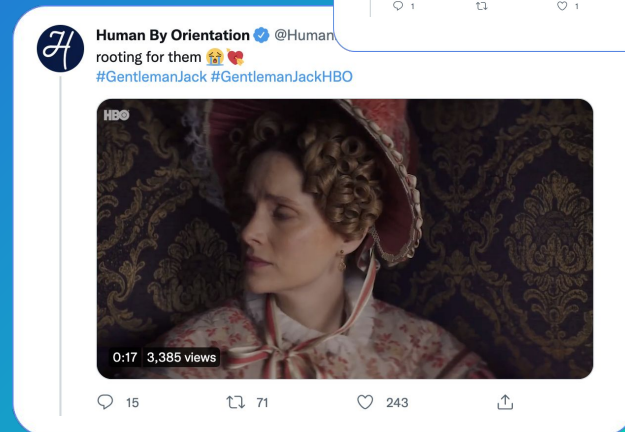 1 1
H Human By Orientation @Human
rooting for them 😭 💘
#GentlemanJack #GentlemanJackHBO
HBO
0:17 3,385 views
15 71 243